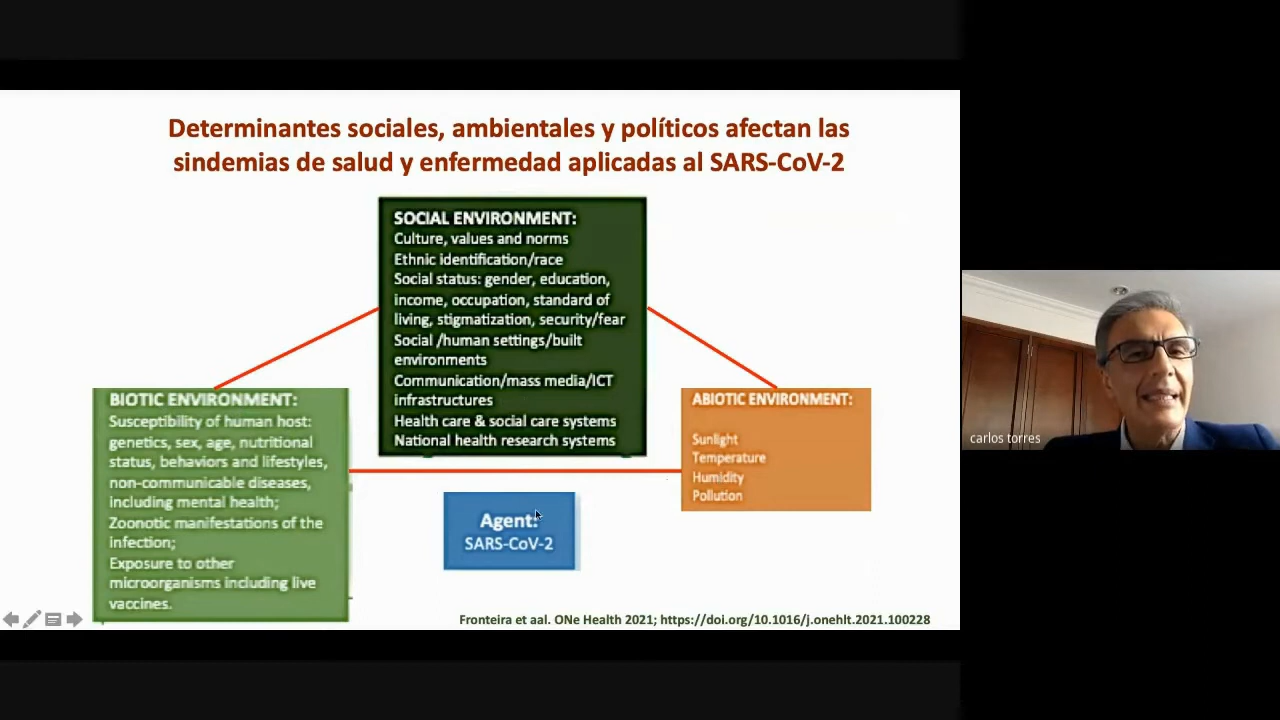 Determinantes sociales, ambientales y políticos afectan las
sindemias de salud y enfermedad aplicadas al SARS-CoV-2
SOCIAL ENVIRONMENT:
Culture, values and norms
Ethnic identification/race
Social status: gender, education,
income, occupation, standard of
living, stigmatization, security/fear
Social /human settings/built
environments
Communication/mass media/ICT
infrastructures
Health care & social care systems
National health research systems
BIOTIC ENVIRONMENT:
Susceptibility of human host:
genetics, sex, age, nutritional
status, behaviors and lifestyles,
non-communicable diseases,
including mental health;
Zoonotic manifestations of the
infection;
Exposure to other
microorganisms including live
vaccines.
ABIOTIC ENVIRONMENT:
Sunlight
Temperature
Humidity
Pollution
Agent:
SARS-CoV-2
Fronteira et aal. ONe Health 2021; https://doi.org/10.1016/j.onehlt.2021.100228
carlos torres